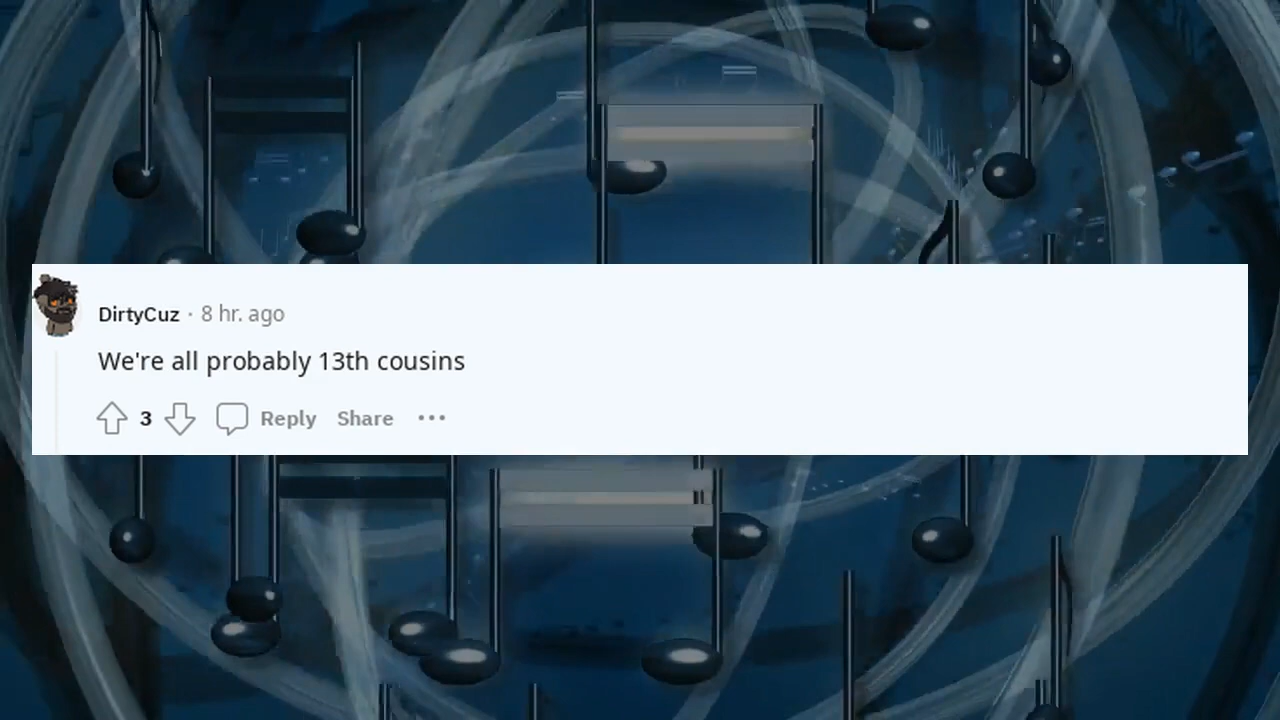 DirtyCuz · 8 hr. ago
We're all probably 13th cousins
3 Reply Share ···